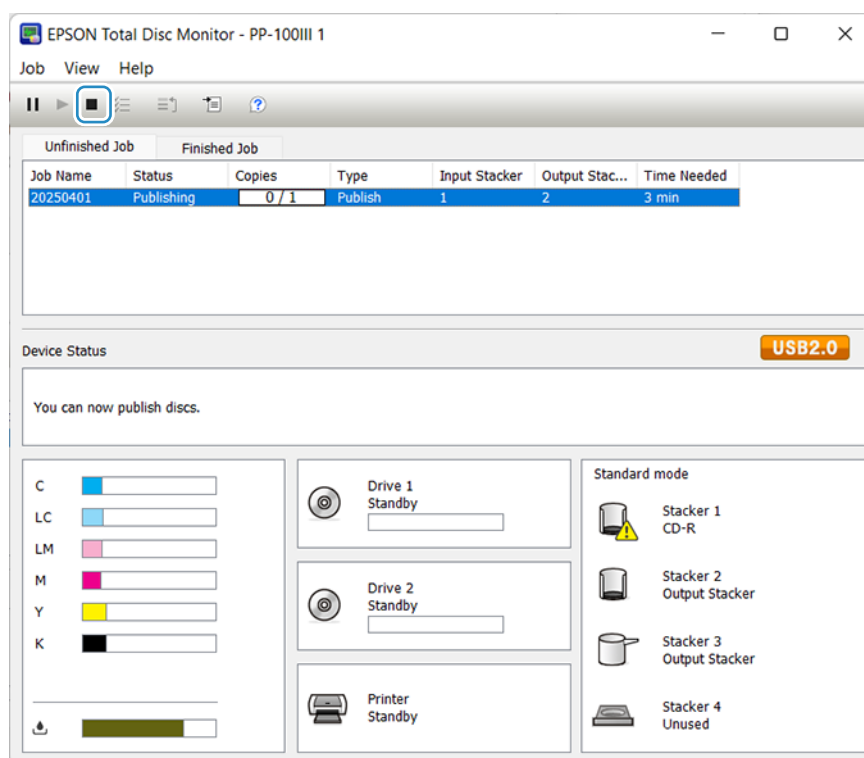 EPSON Total Disc Monitor - PP-100III 1
Job View Help
Unfinished Job Finished Job
Job Name Status Copies Type Input Stacker Output Stac... Time Needed
20250401 Publishing 0 / 1 Publish 1 2 3 min
Device Status
USB2.0
You can now publish discs.
C
LC
LM
M
Y
K
Drive 1
Standby
Drive 2
Standby
Printer
Standby
Standard mode
Stacker 1
CD-R
Stacker 2
Output Stacker
Stacker 3
Output Stacker
Stacker 4
Unused